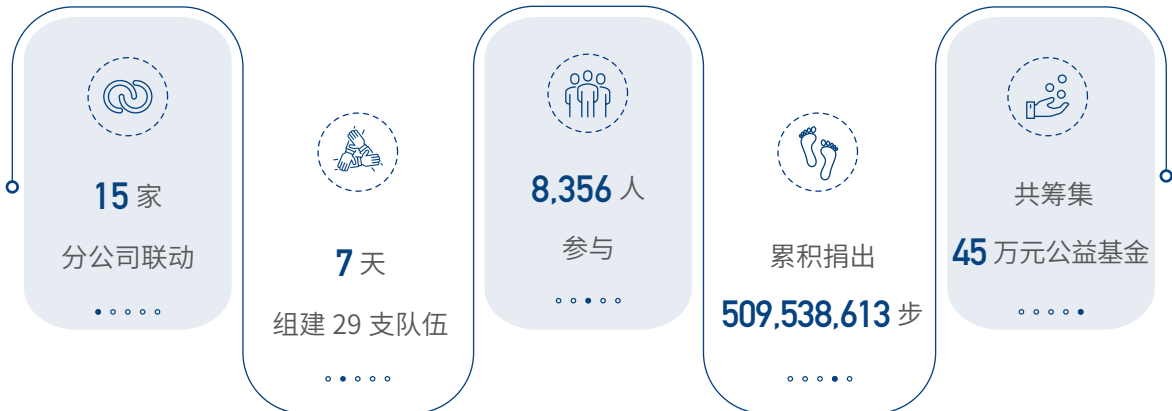 15 家
分公司联动
7 天
组建 29 支队伍
8,356 人
参与
累积捐出
509,538,613 步
共筹集
45 万元公益基金